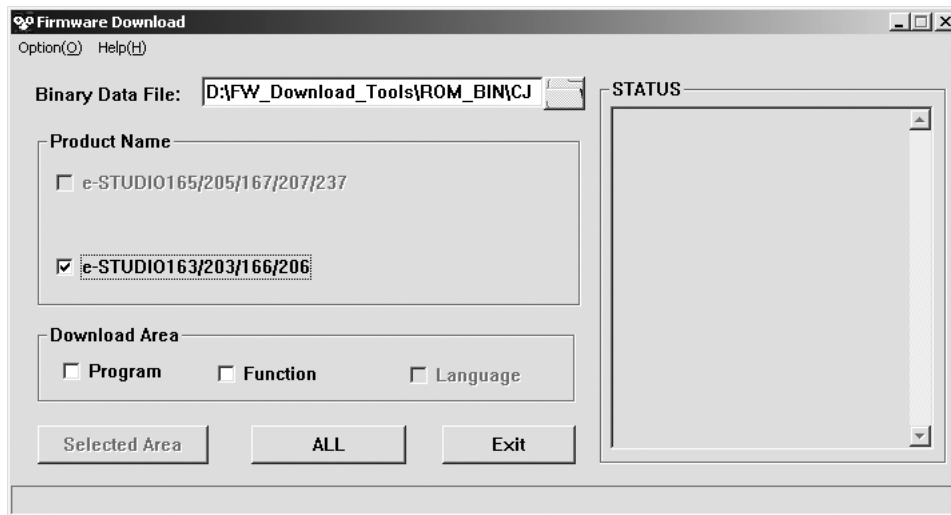 Firmware Download
Option(O) Help(H)
Binary Data File: D:\FW_Download_Tools\ROM_BIN\CJ
STATUS
Product Name
e-STUDIO165/205/167/207/237
e-STUDIO163/203/166/206
Download Area
Program Function Language
Selected Area ALL Exit